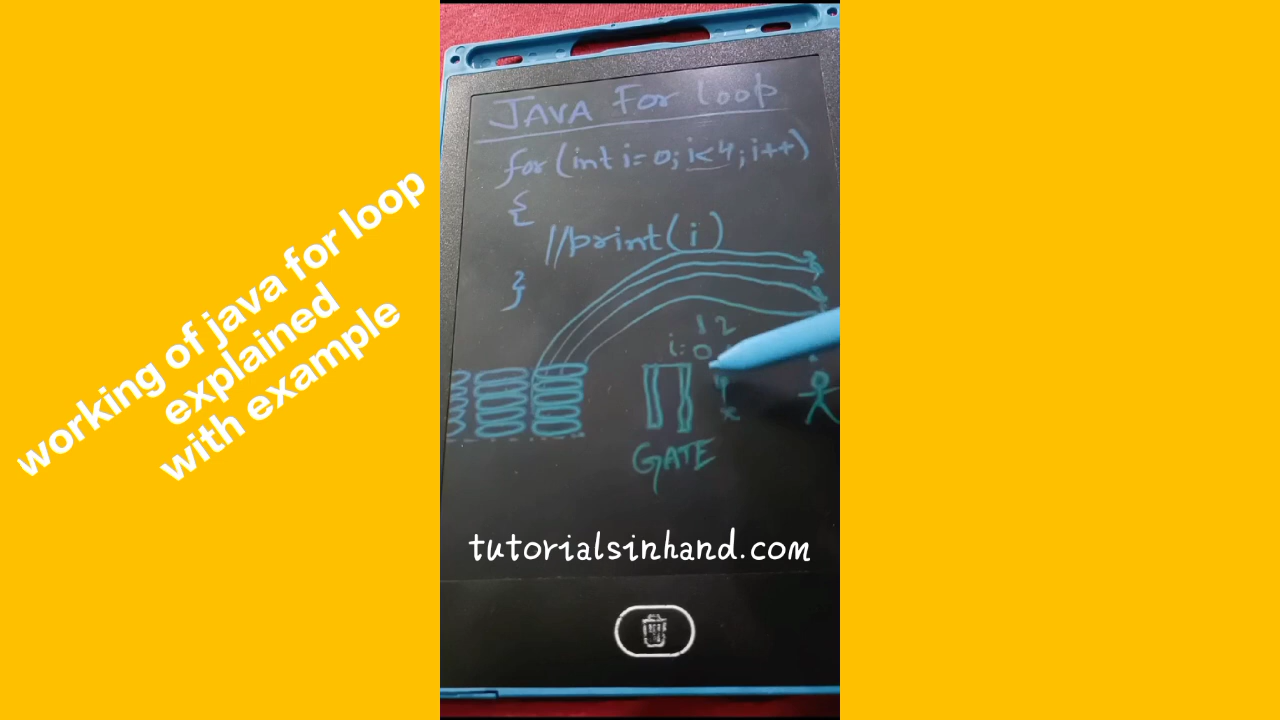 working of java for loop
explained
with example
JAVA For loop
for (int i = 0; i<4; i++)
{
//print(i)
}
1 2
i: 0
4
x
GATE
tutorialsinhand.com